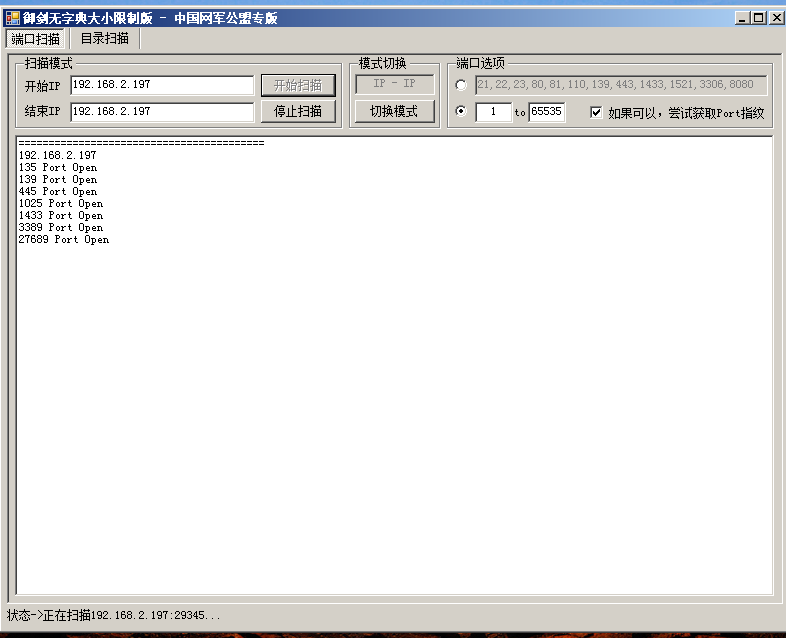 御剑无字典大小限制版 - 中国网军公盟专版
端口扫描 目录扫描
扫描模式
开始IP 192.168.2.197 开始扫描
结束IP 192.168.2.197 停止扫描
模式切换
IP - IP
切换模式
端口选项
21,22,23,80,81,110,139,443,1433,1521,3306,8080
1 to 65535 如果可以，尝试获取Port指纹
=========================================
192.168.2.197
135 Port Open
139 Port Open
445 Port Open
1025 Port Open
1433 Port Open
3389 Port Open
27689 Port Open
状态->正在扫描192.168.2.197:29345...